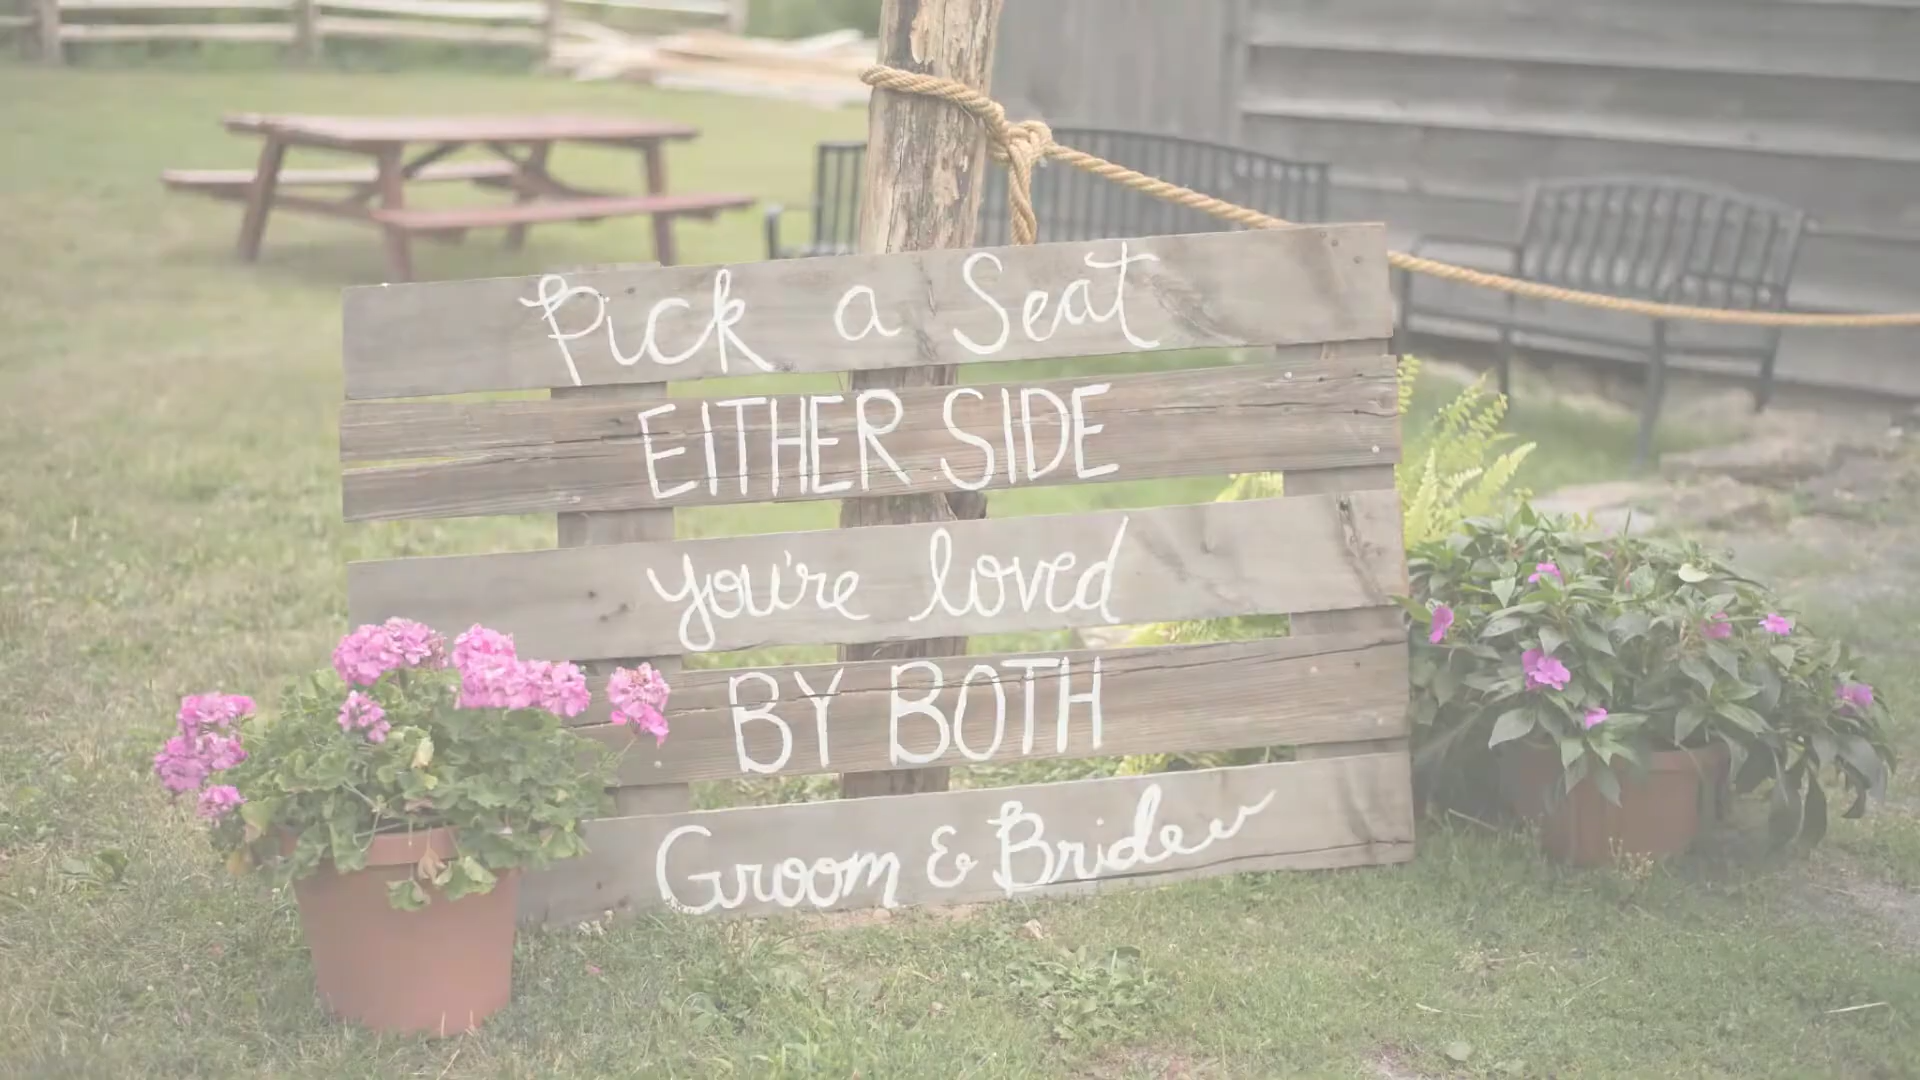 Pick a Seat
EITHER SIDE
you're loved
BY BOTH
Groom & Bride